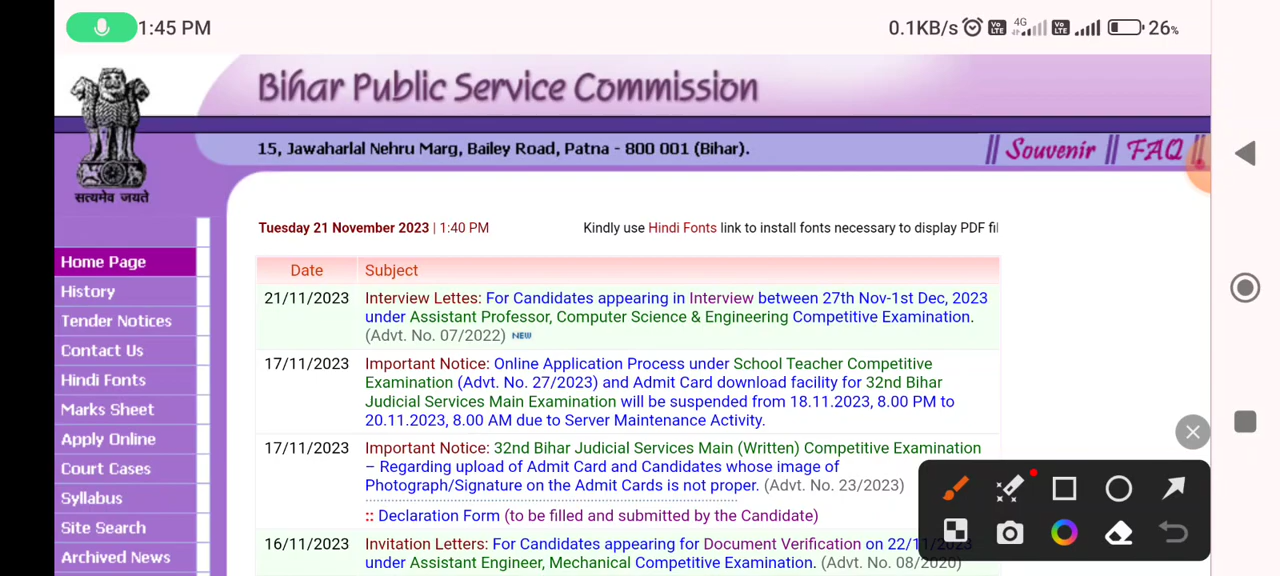 1:45 PM
0.1KB/s 4G 26%
Bihar Public Service Commission
15, Jawaharlal Nehru Marg, Bailey Road, Patna - 800 001 (Bihar).
|| Souvenir || FAQ ||
सत्यमेव जयते
Tuesday 21 November 2023 | 1:40 PM
Kindly use Hindi Fonts link to install fonts necessary to display PDF fil
Home Page
History
Tender Notices
Contact Us
Hindi Fonts
Marks Sheet
Apply Online
Court Cases
Syllabus
Site Search
Archived News
Date Subject
21/11/2023 Interview Lettes: For Candidates appearing in Interview between 27th Nov-1st Dec, 2023
under Assistant Professor, Computer Science & Engineering Competitive Examination.
(Advt. No. 07/2022) NEW
17/11/2023 Important Notice: Online Application Process under School Teacher Competitive
Examination (Advt. No. 27/2023) and Admit Card download facility for 32nd Bihar
Judicial Services Main Examination will be suspended from 18.11.2023, 8.00 PM to
20.11.2023, 8.00 AM due to Server Maintenance Activity.
17/11/2023 Important Notice: 32nd Bihar Judicial Services Main (Written) Competitive Examination
– Regarding upload of Admit Card and Candidates whose image of
Photograph/Signature on the Admit Cards is not proper. (Advt. No. 23/2023)
:: Declaration Form (to be filled and submitted by the Candidate)
16/11/2023 Invitation Letters: For Candidates appearing for Document Verification on 22/11/2023
under Assistant Engineer, Mechanical Competitive Examination. (Advt. No. 08/2020)